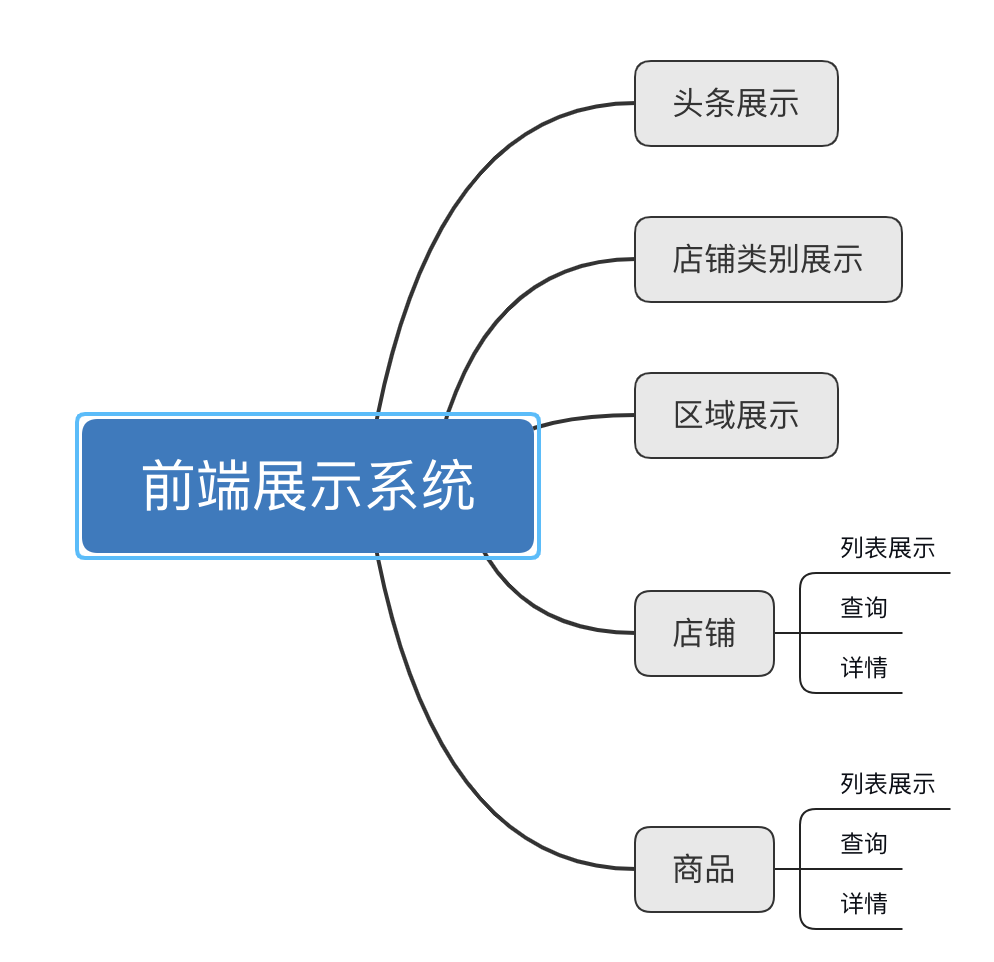 前端展示系统
头条展示
店铺类别展示
区域展示
店铺
列表展示
查询
详情
商品
列表展示
查询
详情